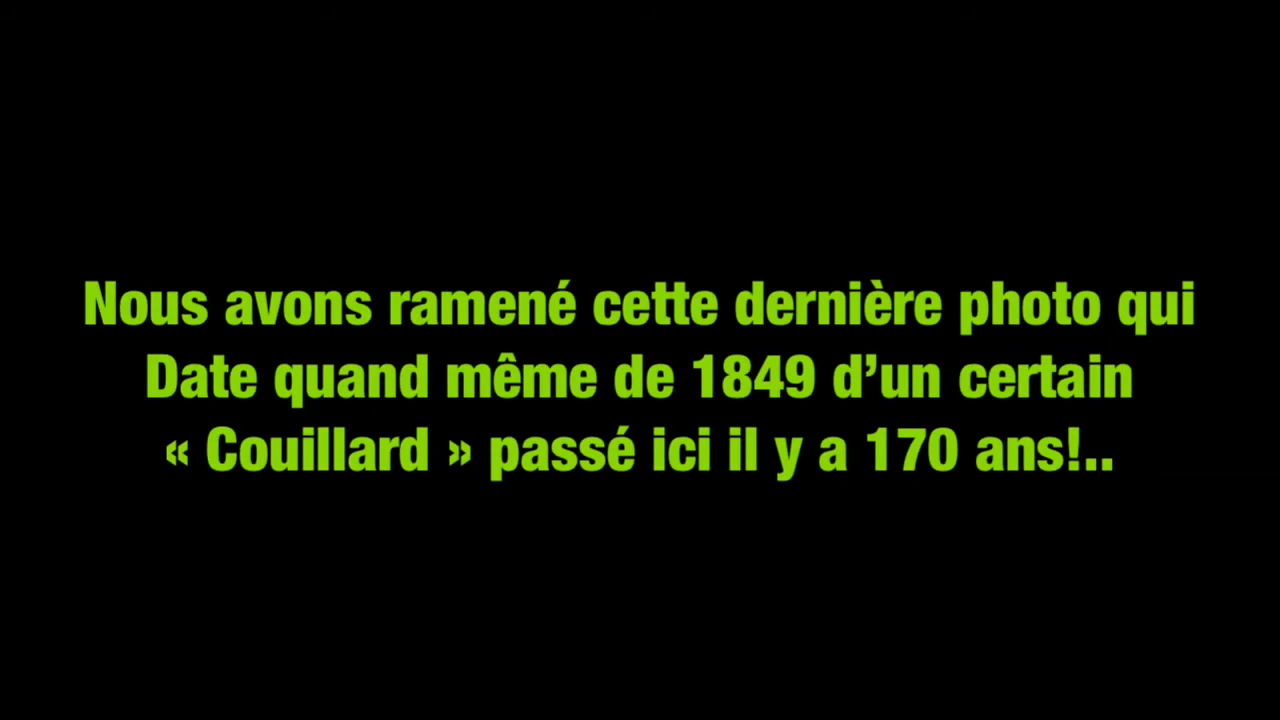 Nous avons ramené cette dernière photo qui
Date quand même de 1849 d’un certain
« Couillard » passé ici il y a 170 ans!..